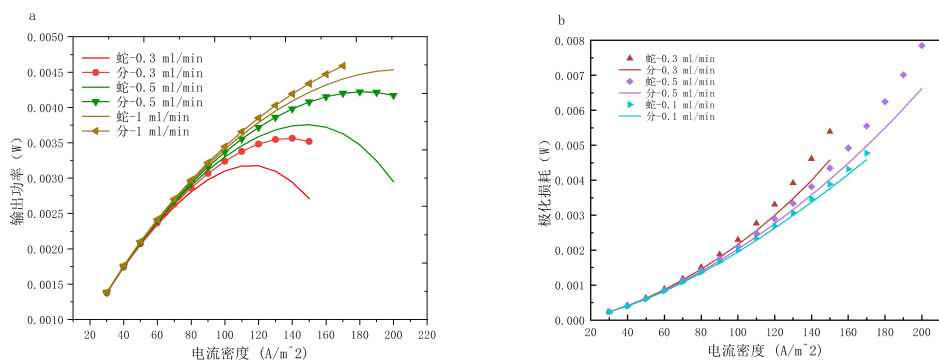 a
0.0050
0.0045
0.0040
0.0035
0.0030
0.0025
0.0020
0.0015
0.0010
输出功率 (W)
蛇-0.3 ml/min
分-0.3 ml/min
蛇-0.5 ml/min
分-0.5 ml/min
蛇-1 ml/min
分-1 ml/min
20 40 60 80 100 120 140 160 180 200 220
电流密度 (A/m^2)
b
0.008
0.007
0.006
0.005
0.004
0.003
0.002
0.001
0.000
极化损耗 (W)
蛇-0.3 ml/min
分-0.3 ml/min
蛇-0.5 ml/min
分-0.5 ml/min
蛇-0.1 ml/min
分-0.1 ml/min
20 40 60 80 100 120 140 160 180 200
电流密度 (A/m^2)